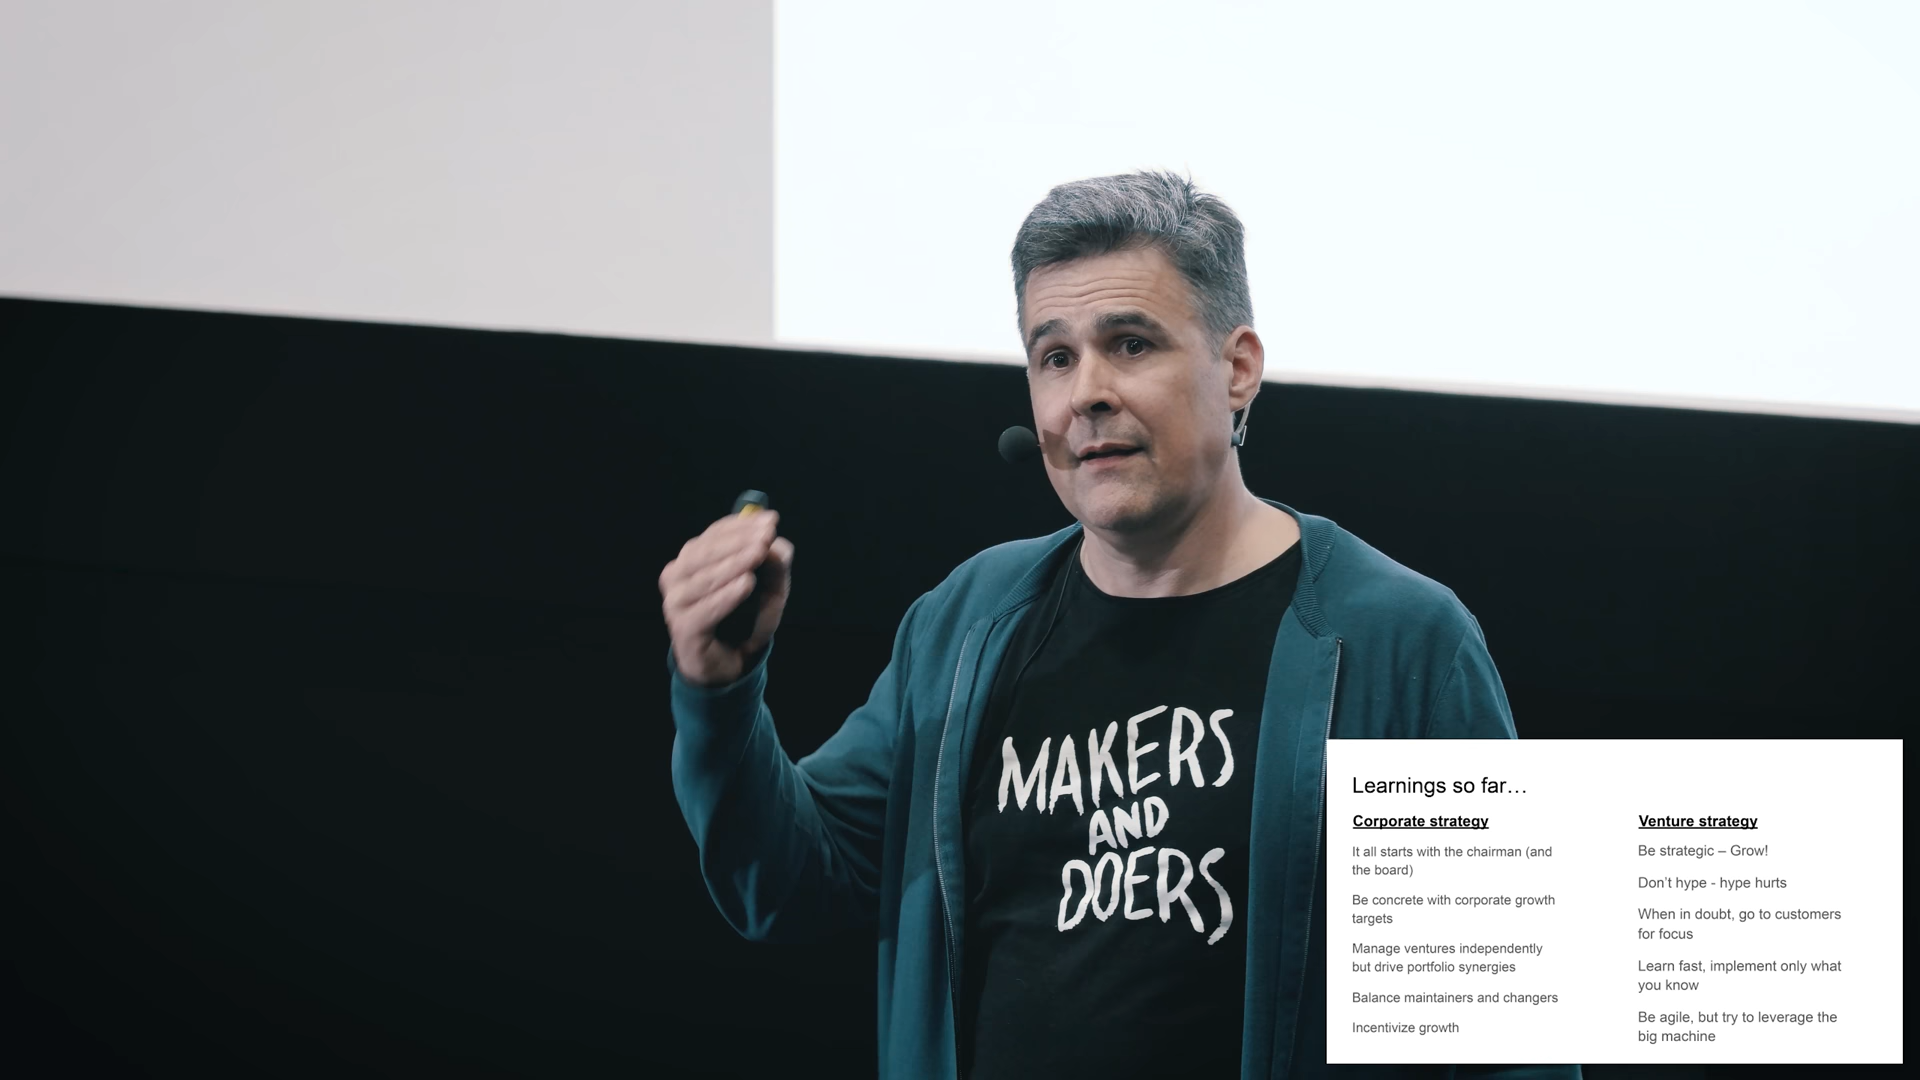 MAKERS
AND
DOERS
Learnings so far…
Corporate strategy
It all starts with the chairman (and
the board)
Be concrete with corporate growth
targets
Manage ventures independently
but drive portfolio synergies
Balance maintainers and changers
Incentivize growth
Venture strategy
Be strategic – Grow!
Don’t hype - hype hurts
When in doubt, go to customers
for focus
Learn fast, implement only what
you know
Be agile, but try to leverage the
big machine